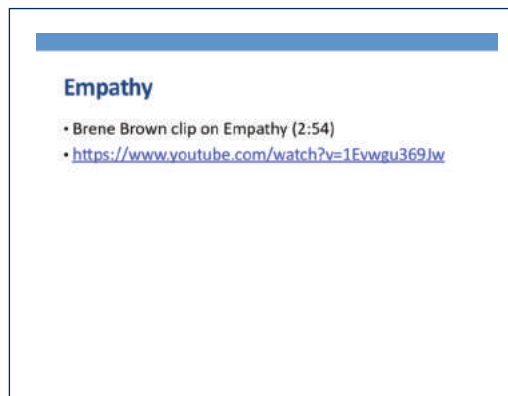 Empathy
• Brene Brown clip on Empathy (2:54)
• https://www.youtube.com/watch?v=1Evwgu369Jw